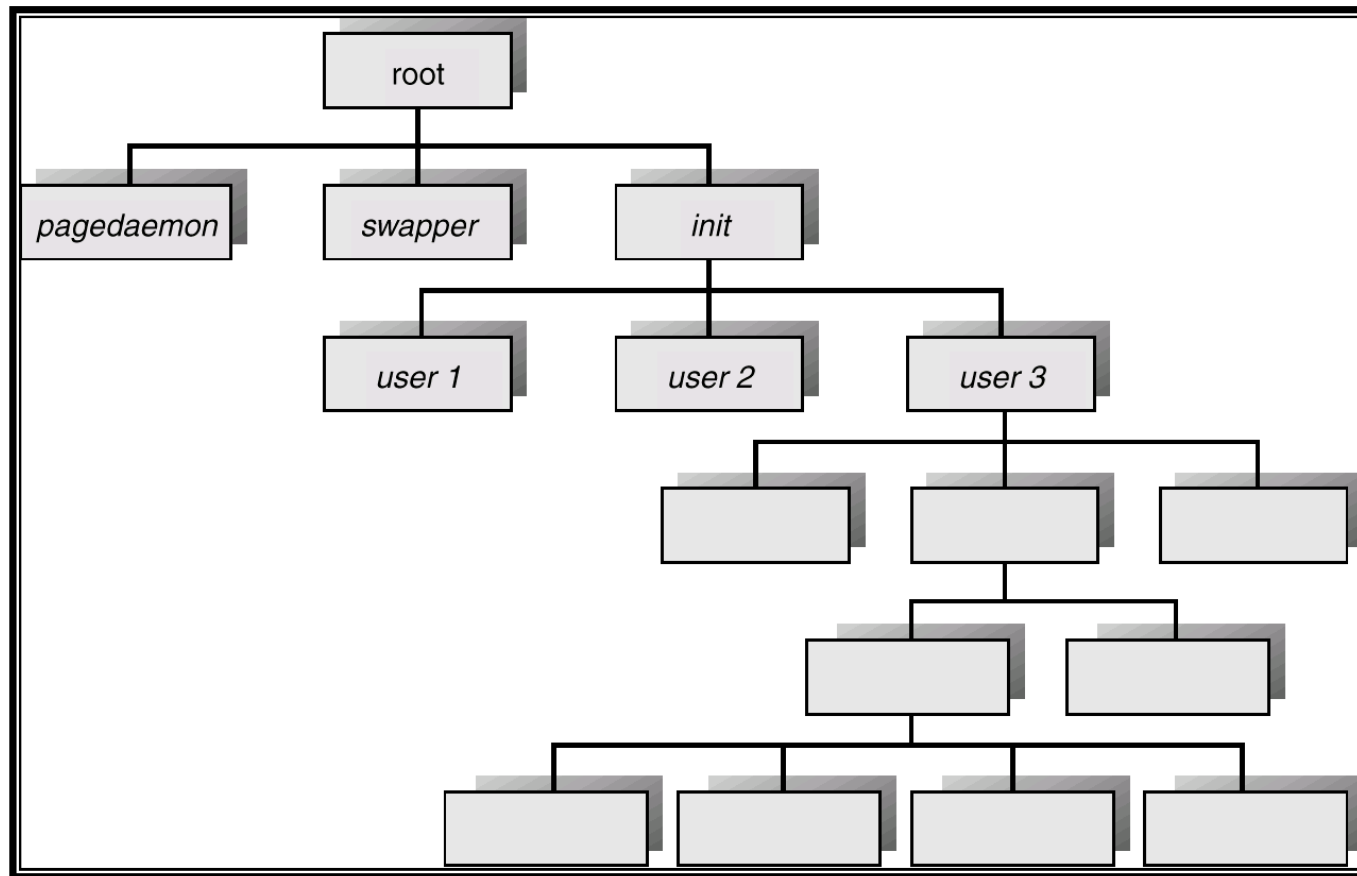 root
pagedaemon
swapper
init
user 1
user 2
user 3